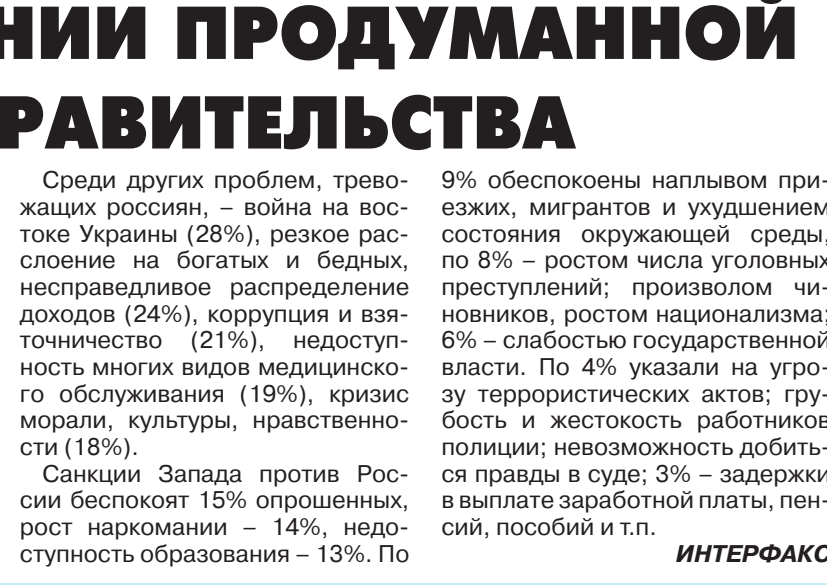 НИИ ПРОДУМАННОЙ
РАВИТЕЛЬСТВА
Среди других проблем, трево-
жащих россиян, – война на вос-
токе Украины (28%), резкое рас-
слоение на богатых и бедных,
несправедливое распределение
доходов (24%), коррупция и взя-
точничество (21%), недоступ-
ность многих видов медицинско-
го обслуживания (19%), кризис
морали, культуры, нравственно-
сти (18%).
Санкции Запада против Рос-
сии беспокоят 15% опрошенных,
рост наркомании – 14%, недо-
ступность образования – 13%. По
9% обеспокоены наплывом при-
езжих, мигрантов и ухудшением
состояния окружающей среды,
по 8% – ростом числа уголовных
преступлений; произволом чи-
новников, ростом национализма;
6% – слабостью государственной
власти. По 4% указали на угро-
зу террористических актов; гру-
бость и жестокость работников
полиции; невозможность добить-
ся правды в суде; 3% – задержки
в выплате заработной платы, пен-
сий, пособий и т.п.
ИНТЕРФАКС